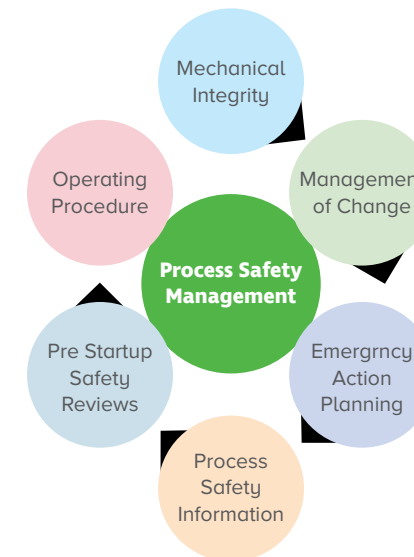 Mechanical
Integrity
Managemen
of Change
Emergrncy
Action
Planning
Process
Safety
Information
Pre Startup
Safety
Reviews
Operating
Procedure
Process Safety
Management